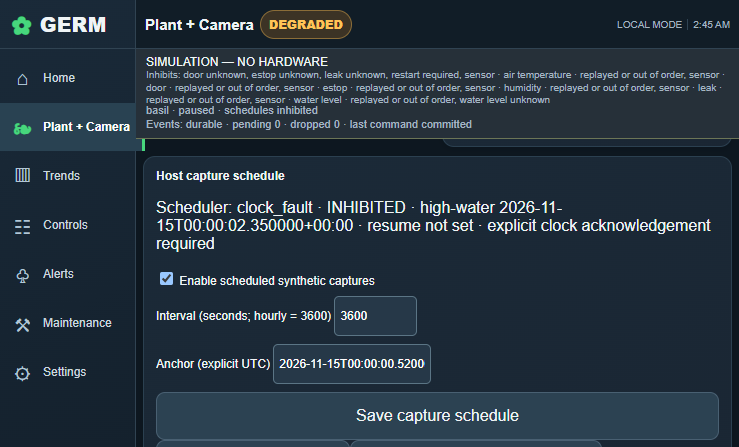 GERM
Plant + Camera
DEGRADED
LOCAL MODE | 2:45 AM
SIMULATION — NO HARDWARE
Inhibits: door unknown, estop unknown, leak unknown, restart required, sensor · air temperature · replayed or out of order, sensor ·
door · replayed or out of order, sensor · estop · replayed or out of order, sensor · humidity · replayed or out of order, sensor · leak ·
replayed or out of order, sensor · water level · replayed or out of order, water level unknown
basil · paused · schedules inhibited
Events: durable · pending 0 · dropped 0 · last command committed
Home
Plant + Camera
Trends
Controls
Alerts
Maintenance
Settings
Host capture schedule
Scheduler: clock_fault · INHIBITED · high-water 2026-11-
15T00:00:02.350000+00:00 · resume not set · explicit clock acknowledgement
required
Enable scheduled synthetic captures
Interval (seconds; hourly = 3600) 3600
Anchor (explicit UTC) 2026-11-15T00:00:00.5200
Save capture schedule